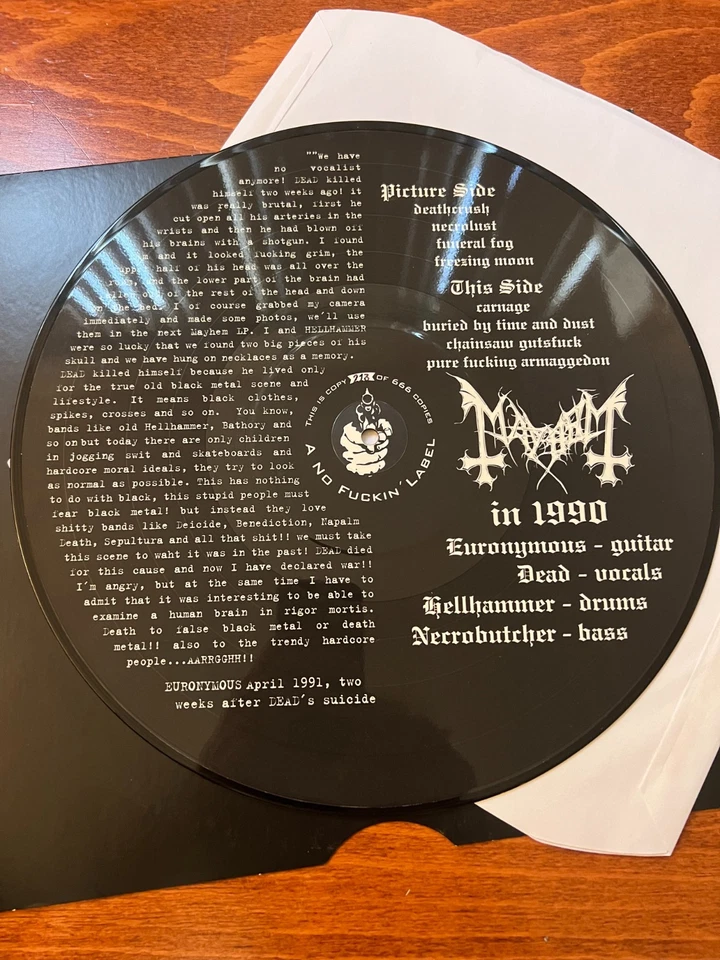 ""We have
no vocalist
anymore! DEAD killed
himself two weeks ago! it
was really brutal, first he
cut open all his arteries in the
wrists and then he had blown off
his brains with a shotgun. I found
and it looked fucking grim, the
upper half of his head was all over the
room, and the lower part of the brain had
out of the rest of the head and down
the bed. I of course grabbed my camera
immediately and made some photos, we´ll use
them in the next Mayhem LP. I and HELLHAMMER
were so lucky that we found two big pieces of his
skull and we have hung on necklaces as a memory.
DEAD killed himself because he lived only
for the true old black metal scene and
lifestyle. It means black clothes,
spikes, crosses and so on. You know,
bands like old Hellhammer, Bathory and
so on but today there are only children
in jogging swit and skateboards and
hardcore moral ideals, they try to look
as normal as possible. This has nothing
to do with black, this stupid people must
fear black metal! but instead they love
shitty bands like Deicide, Benediction, Napalm
Death, Sepultura and all that shit!! we must take
this scene to waht it was in the past! DEAD died
for this cause and now I have declared war!!
I´m angry, but at the same time I have to
admit that it was interesting to be able to
examine a human brain in rigor mortis.
Death to false black metal or death
metal!! also to the trendy hardcore
people...AARRGGHH!!
EURONYMOUS April 1991, two
weeks after DEAD´s suicide
THIS IS COPY OF 666 COPIES
A NO FUCKIN´ LABEL
Picture Side
deathcrush
necrolust
funeral fog
freezing moon
This Side
carnage
buried by time and dust
chainsaw gutsfuck
pure fucking armaggedon
MAYHEM
in 1990
Euronymous - guitar
Dead - vocals
Hellhammer - drums
Necrobutcher - bass